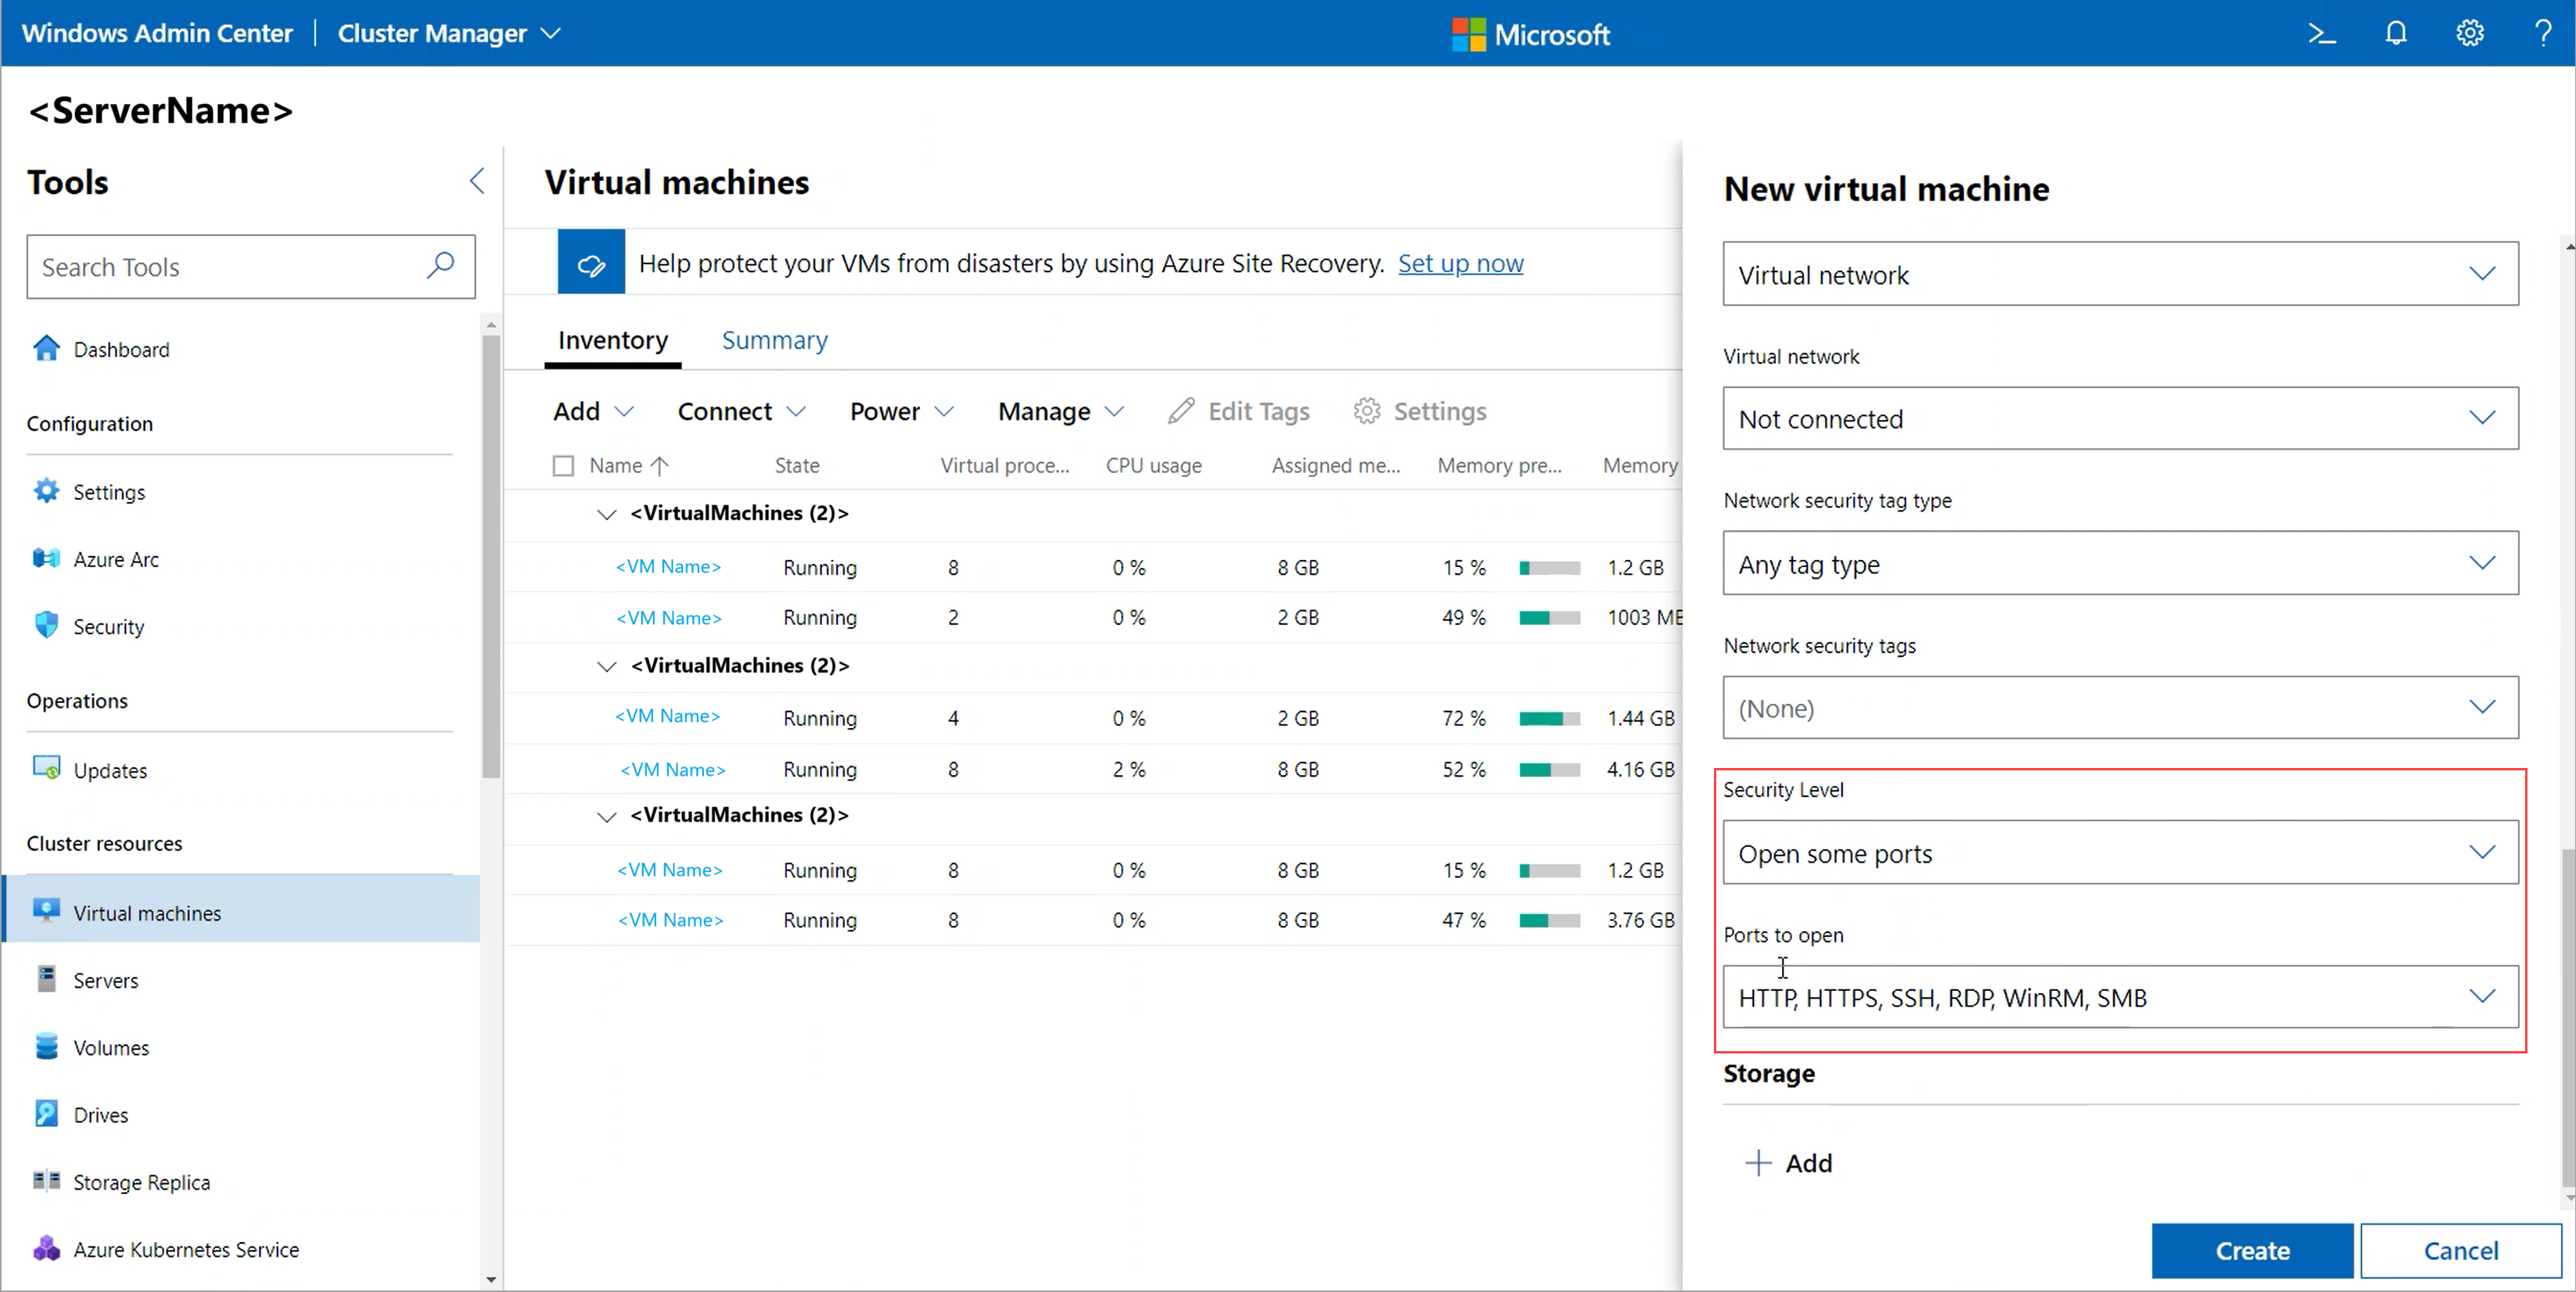 Windows Admin Center | Cluster Manager
Microsoft
<ServerName>
Tools
Search Tools
Dashboard
Configuration
Settings
Azure Arc
Security
Operations
Updates
Cluster resources
Virtual machines
Servers
Volumes
Drives
Storage Replica
Azure Kubernetes Service
Virtual machines
Help protect your VMs from disasters by using Azure Site Recovery. Set up now
Inventory Summary
Add Connect Power Manage Edit Tags Settings
Name State Virtual proce... CPU usage Assigned me... Memory pre... Memory
<VirtualMachines (2)>
<VM Name> Running 8 0 % 8 GB 15 % 1.2 GB
<VM Name> Running 2 0 % 2 GB 49 % 1003 MB
<VirtualMachines (2)>
<VM Name> Running 4 0 % 2 GB 72 % 1.44 GB
<VM Name> Running 8 2 % 8 GB 52 % 4.16 GB
<VirtualMachines (2)>
<VM Name> Running 8 0 % 8 GB 15 % 1.2 GB
<VM Name> Running 8 0 % 8 GB 47 % 3.76 GB
New virtual machine
Virtual network
Virtual network
Not connected
Network security tag type
Any tag type
Network security tags
(None)
Security Level
Open some ports
Ports to open
HTTP, HTTPS, SSH, RDP, WinRM, SMB
Storage
Add
Create Cancel